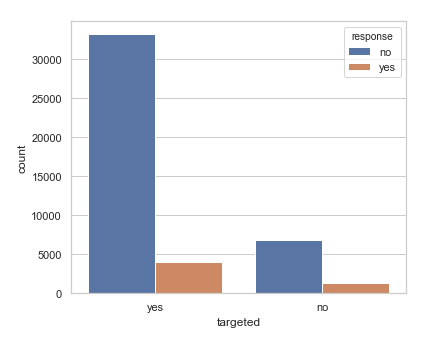 response
no
yes
30000
25000
20000
15000
10000
5000
0
count
yes
no
targeted